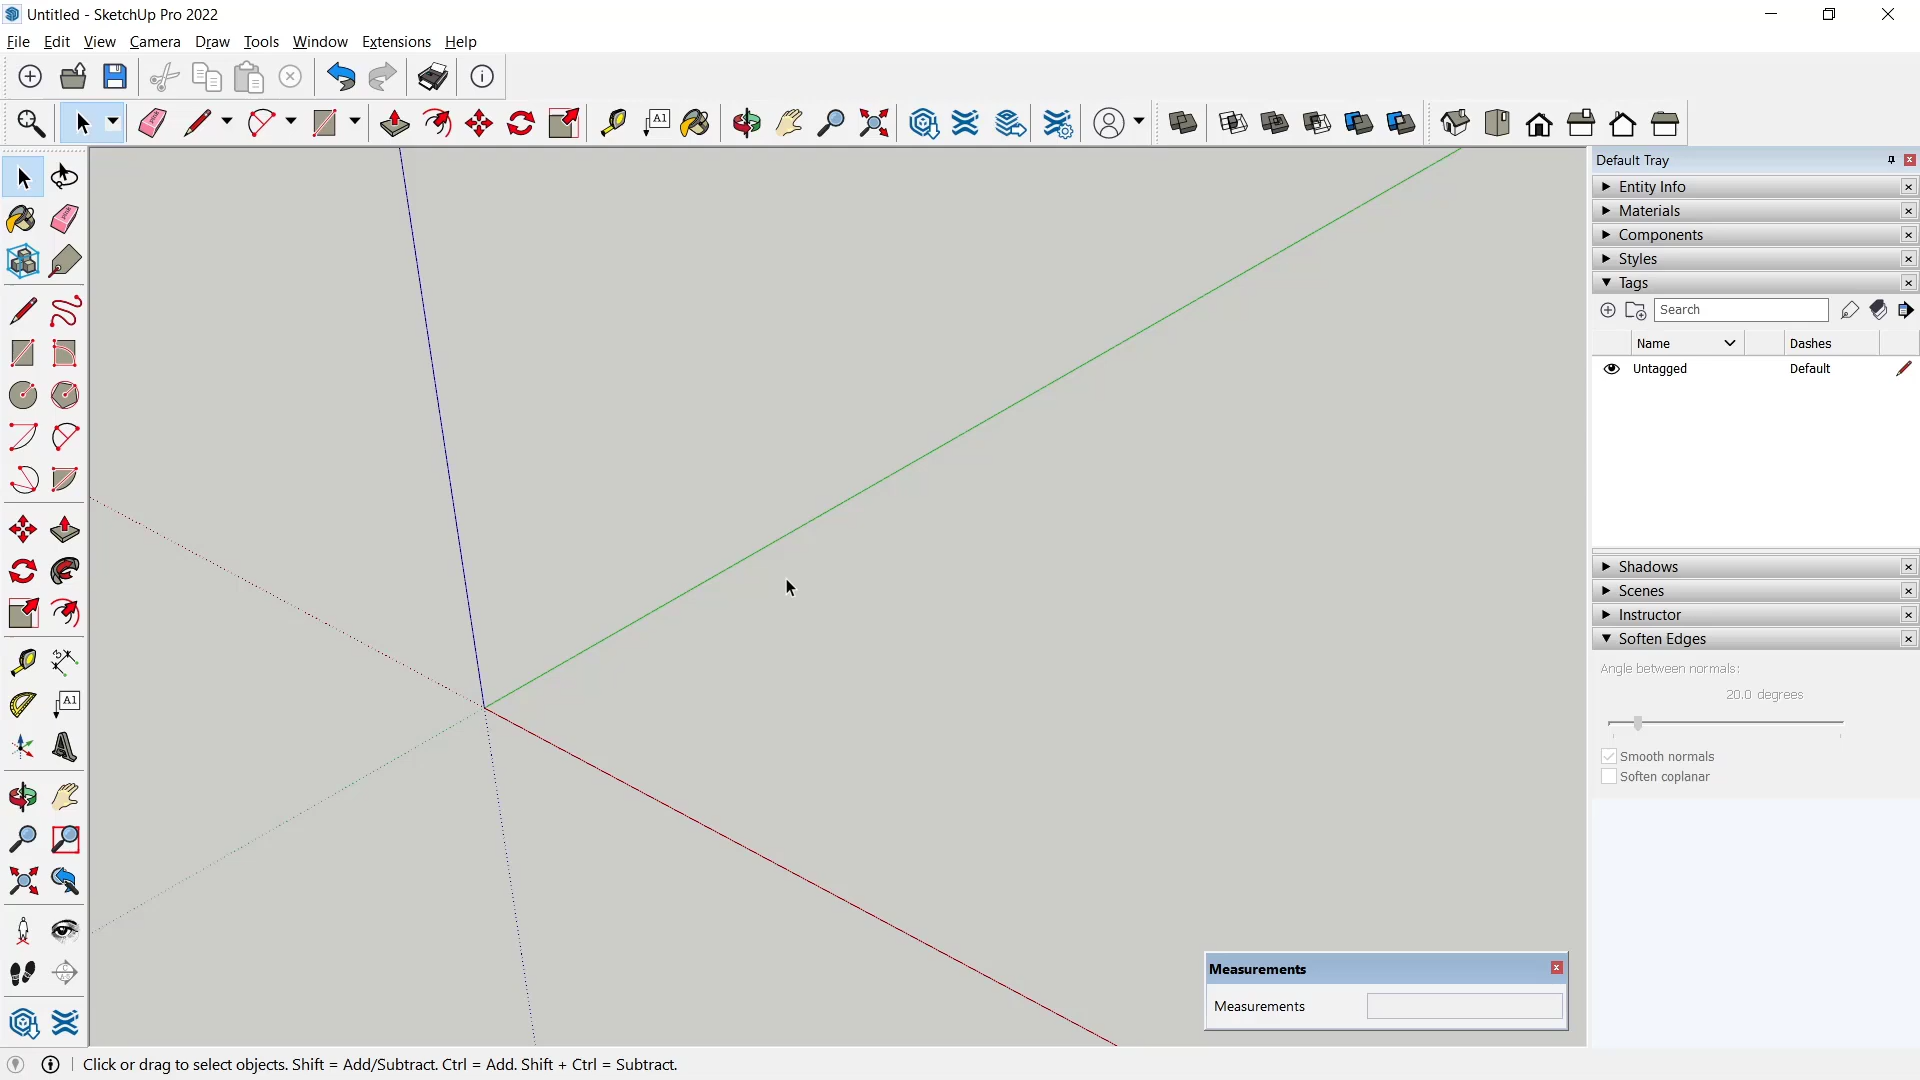 Untitled - SketchUp Pro 2022
File Edit View Camera Draw Tools Window Extensions Help
A1
Default Tray
Entity Info
Materials
Components
Styles
Tags
Search
Name Dashes
Untagged Default
Shadows
Scenes
Instructor
Soften Edges
Angle between normals:
20.0 degrees
Smooth normals
Soften coplanar
A1
Measurements
Measurements
Click or drag to select objects. Shift = Add/Subtract. Ctrl = Add. Shift + Ctrl = Subtract.